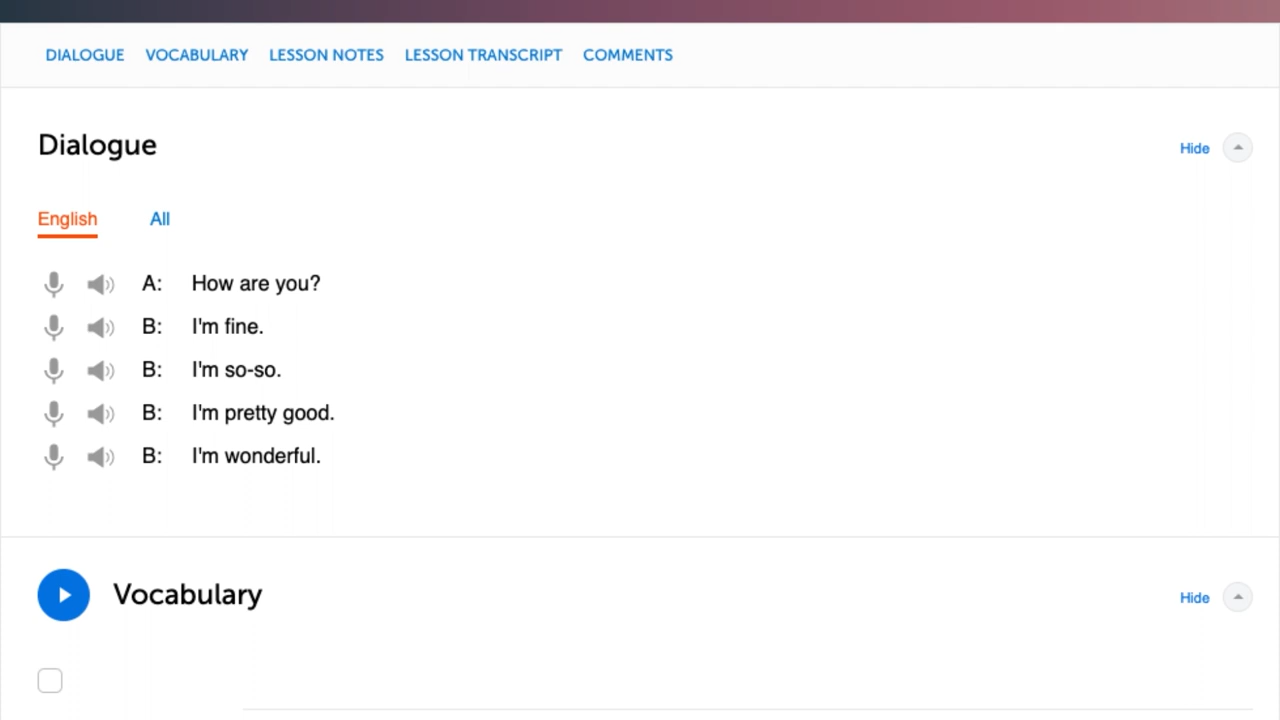 DIALOGUE VOCABULARY LESSON NOTES LESSON TRANSCRIPT COMMENTS
Dialogue
Hide
English All
A: How are you?
B: I'm fine.
B: I'm so-so.
B: I'm pretty good.
B: I'm wonderful.
Vocabulary
Hide